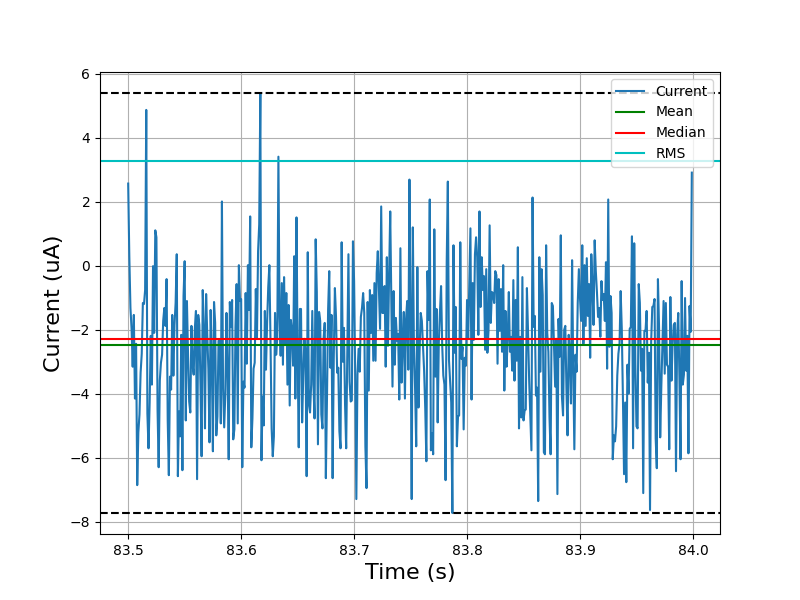 6
4
2
0
−2
−4
−6
−8
Current (uA)
83.5
83.6
83.7
83.8
83.9
84.0
Time (s)
Current
Mean
Median
RMS